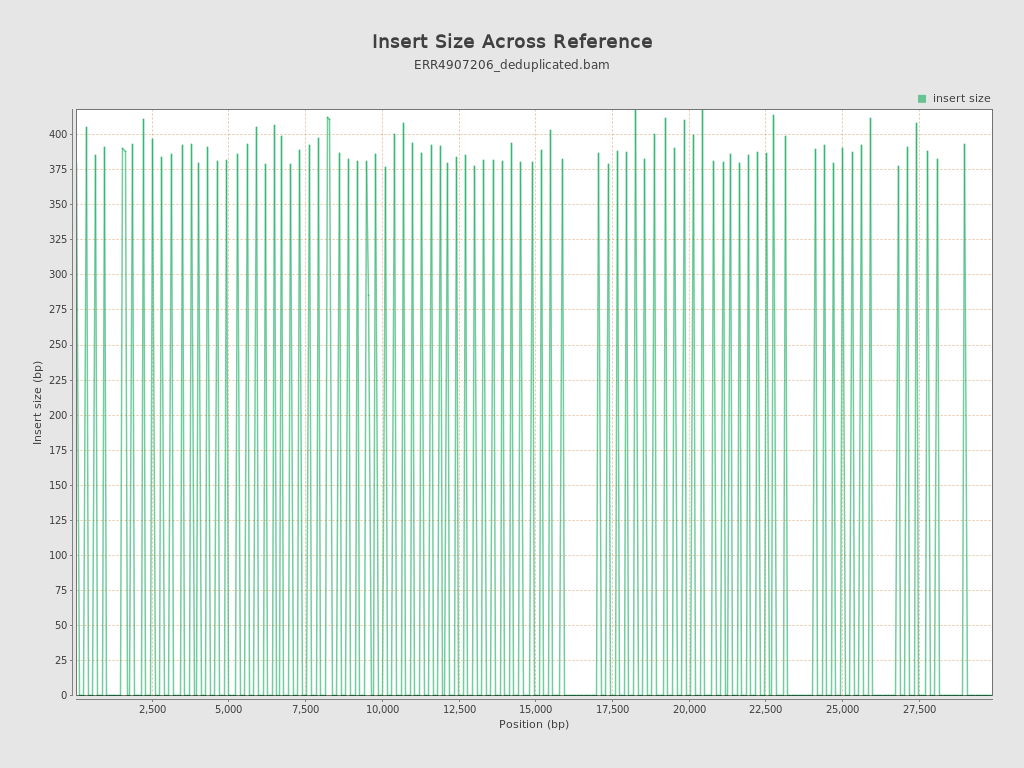 Insert Size Across Reference
ERR4907206_deduplicated.bam
insert size
Insert size (bp)
400
375
350
325
300
275
250
225
200
175
150
125
100
75
50
25
0
2,500 5,000 7,500 10,000 12,500 15,000 17,500 20,000 22,500 25,000 27,500
Position (bp)